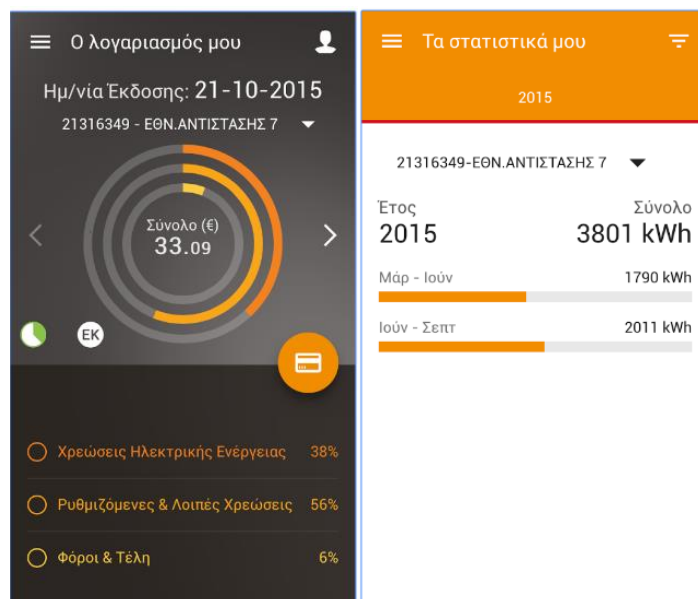 Ο λογαριασμός μου
Ημ/νία Έκδοσης: 21-10-2015
21316349 - ΕΘΝ.ΑΝΤΙΣΤΑΣΗΣ 7
Σύνολο (€)
33.09
ΕΚ
Χρεώσεις Ηλεκτρικής Ενέργειας 38%
Ρυθμιζόμενες & Λοιπές Χρεώσεις 56%
Φόροι & Τέλη 6%
Τα στατιστικά μου
2015
21316349-ΕΘΝ.ΑΝΤΙΣΤΑΣΗΣ 7
Έτος Σύνολο
2015 3801 kWh
Μάρ - Ιούν 1790 kWh
Ιούν - Σεπτ 2011 kWh